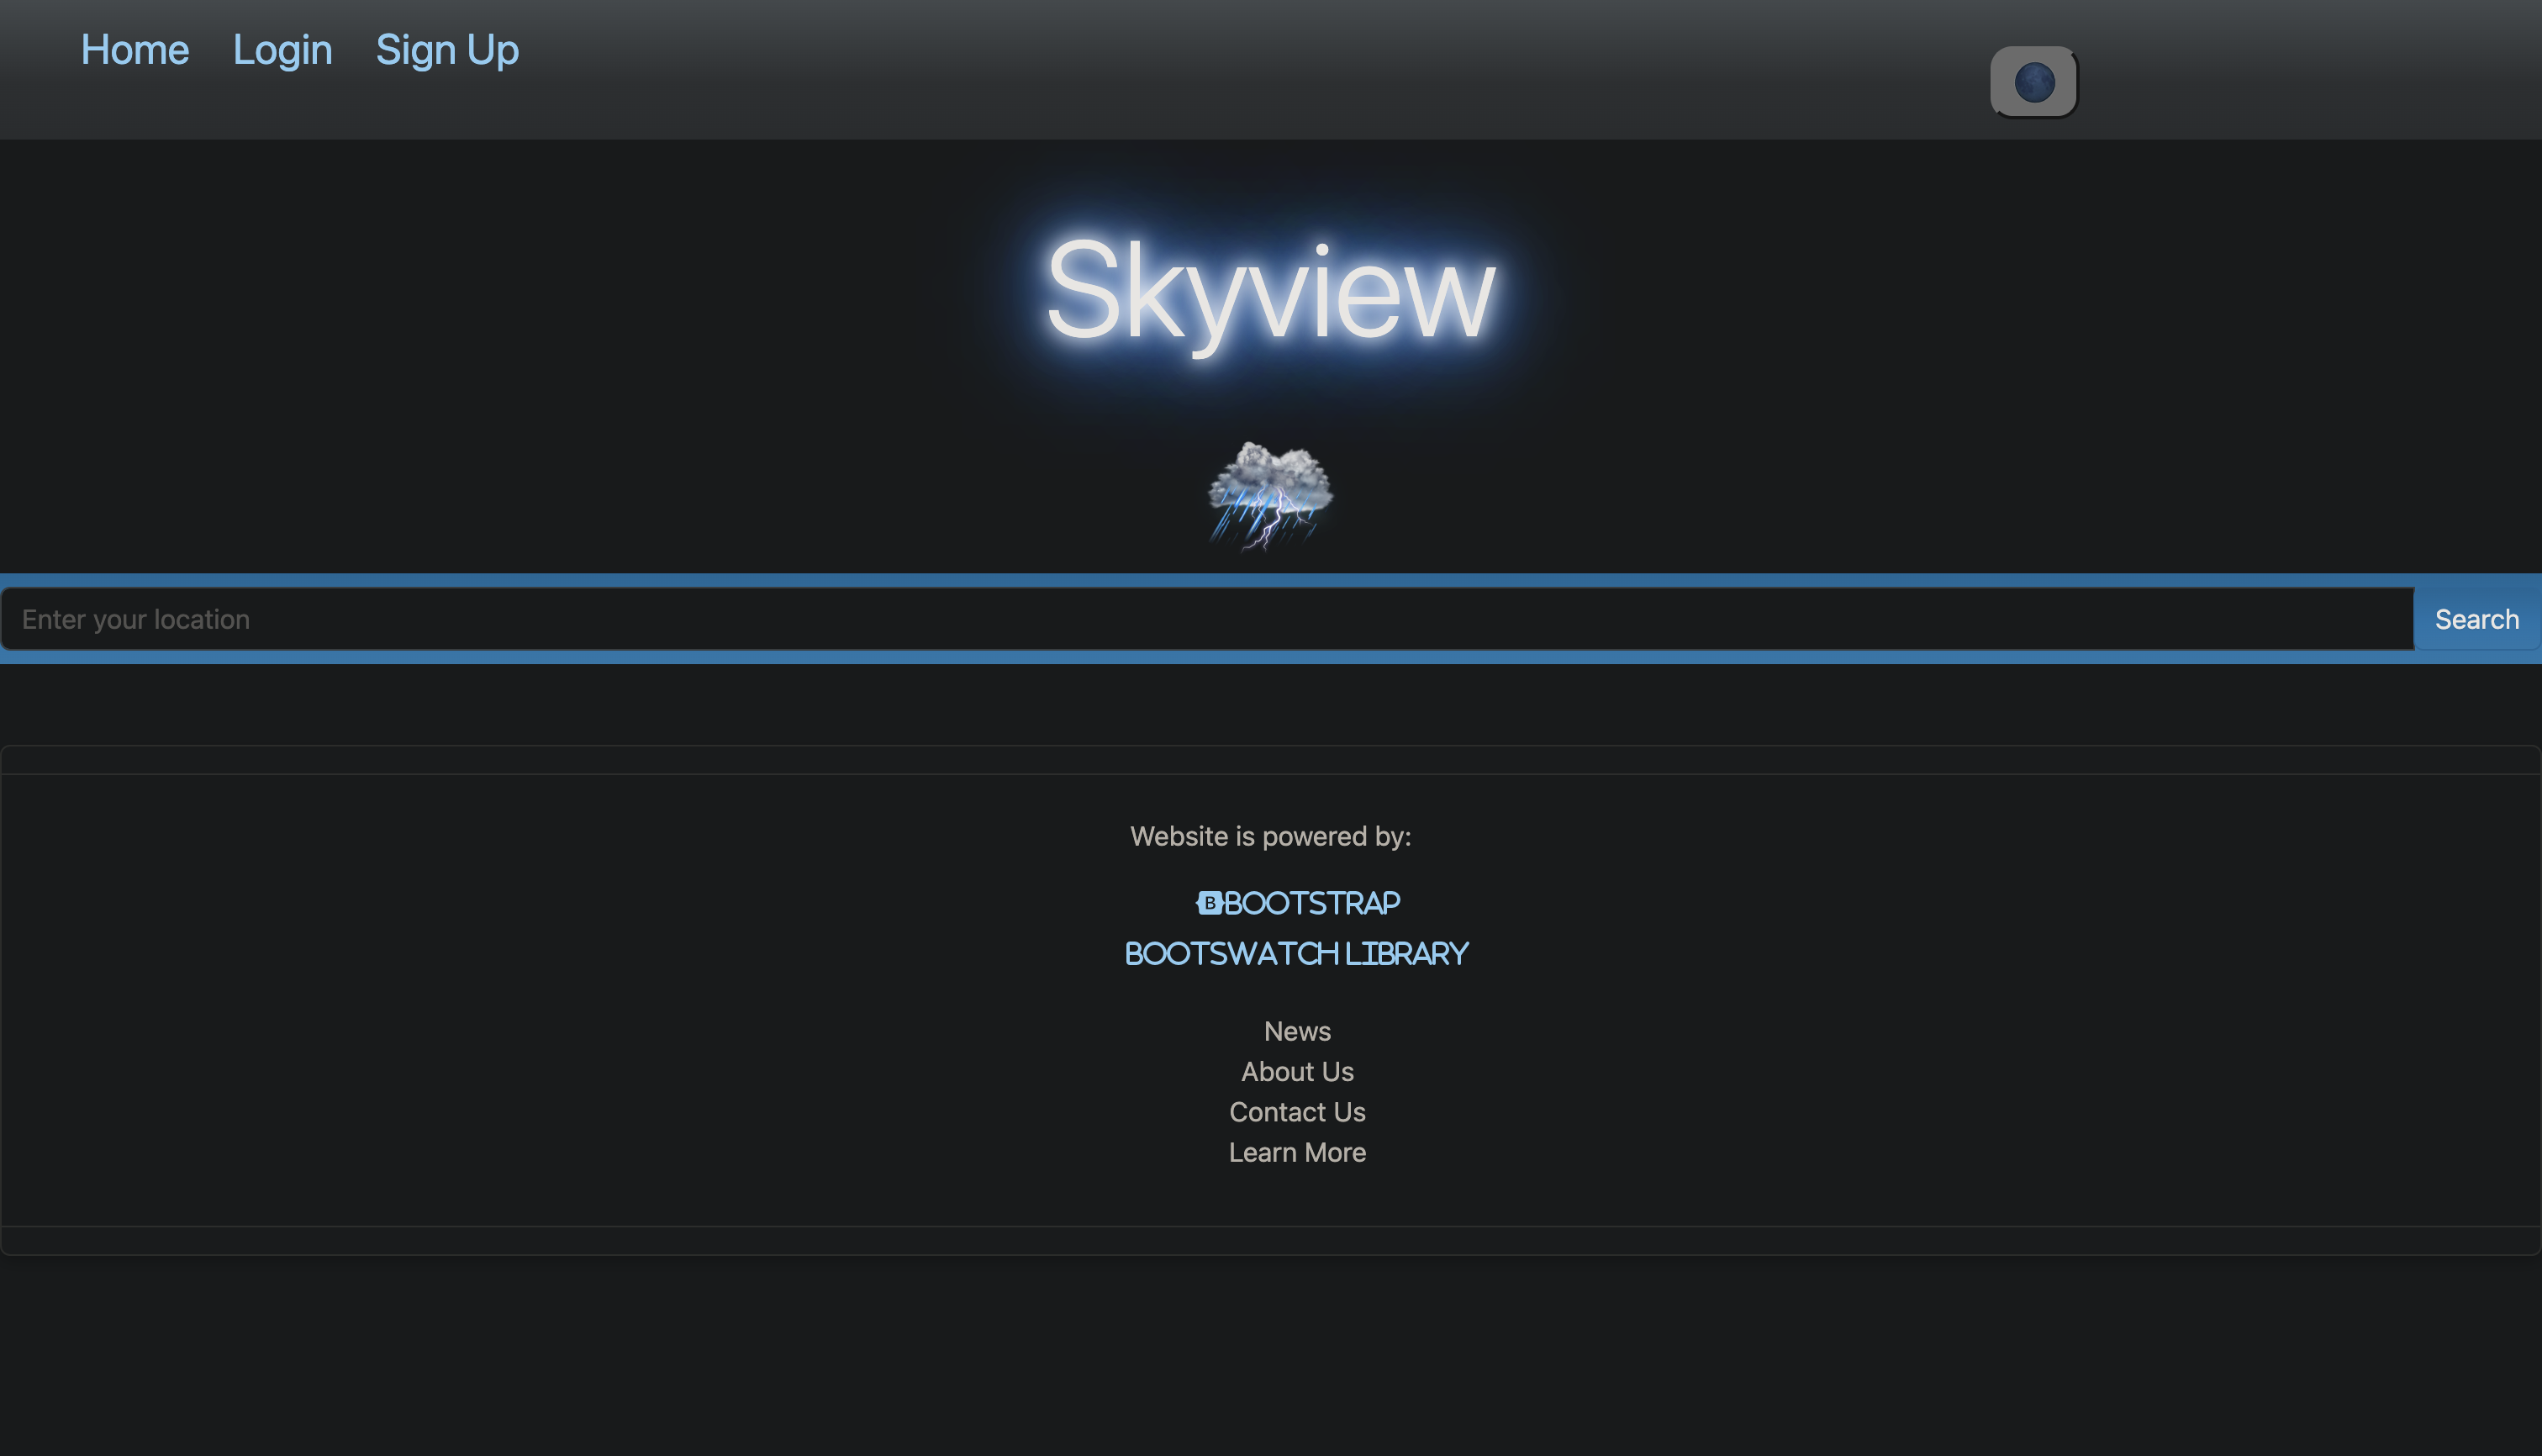 Home Login Sign Up
Skyview
Enter your location Search
Website is powered by:
B BOOTSTRAP
BOOTSWATCH LIBRARY
News
About Us
Contact Us
Learn More